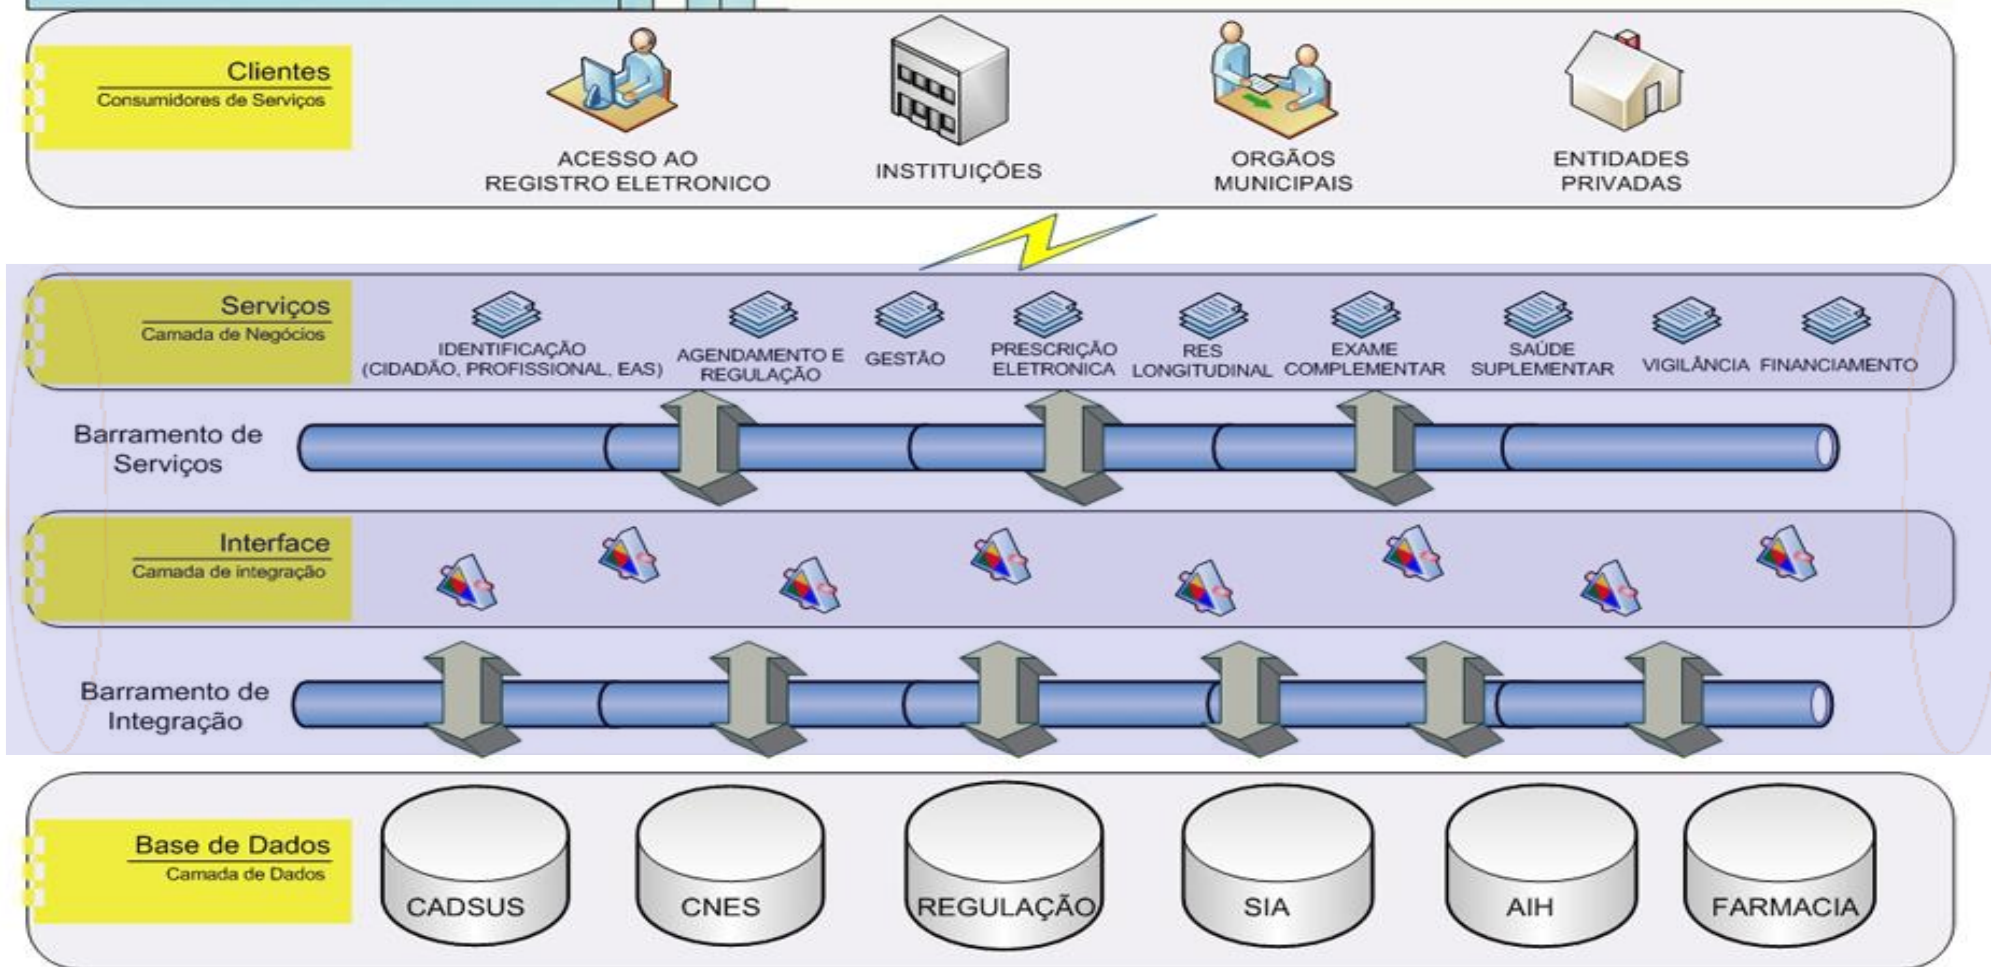 Clientes
Consumidores de Serviços
ACESSO AO
REGISTRO ELETRONICO
INSTITUIÇÕES
ORGÃOS
MUNICIPAIS
ENTIDADES
PRIVADAS
Serviços
Camada de Negócios
IDENTIFICAÇÃO
(CIDADÃO, PROFISSIONAL, EAS)
AGENDAMENTO E
REGULAÇÃO
GESTÃO
PRESCRIÇÃO
ELETRONICA
RES
LONGITUDINAL
EXAME
COMPLEMENTAR
SAÚDE
SUPLEMENTAR
VIGILÂNCIA
FINANCIAMENTO
Barramento de
Serviços
Interface
Camada de integração
Barramento de
Integração
Base de Dados
Camada de Dados
CADSUS
CNES
REGULAÇÃO
SIA
AIH
FARMACIA